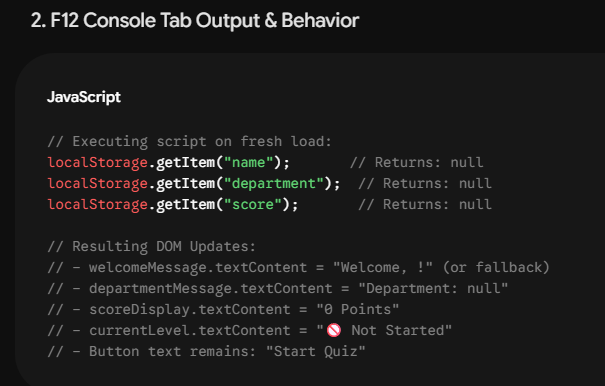 2. F12 Console Tab Output & Behavior
JavaScript
// Executing script on fresh load:
localStorage.getItem("name");       // Returns: null
localStorage.getItem("department");  // Returns: null
localStorage.getItem("score");       // Returns: null
// Resulting DOM Updates:
// - welcomeMessage.textContent = "Welcome, !" (or fallback)
// - departmentMessage.textContent = "Department: null"
// - scoreDisplay.textContent = "0 Points"
// - currentLevel.textContent = "🚫 Not Started"
// - Button text remains: "Start Quiz"